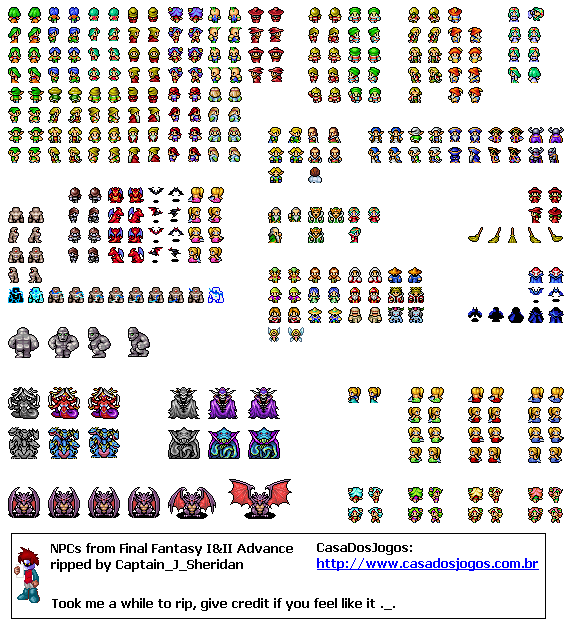 NPCs from Final Fantasy I&II Advance
ripped by Captain_J_Sheridan
CasaDosJogos:
http://www.casadosjogos.com.br
Took me a while to rip, give credit if you feel like it ._.